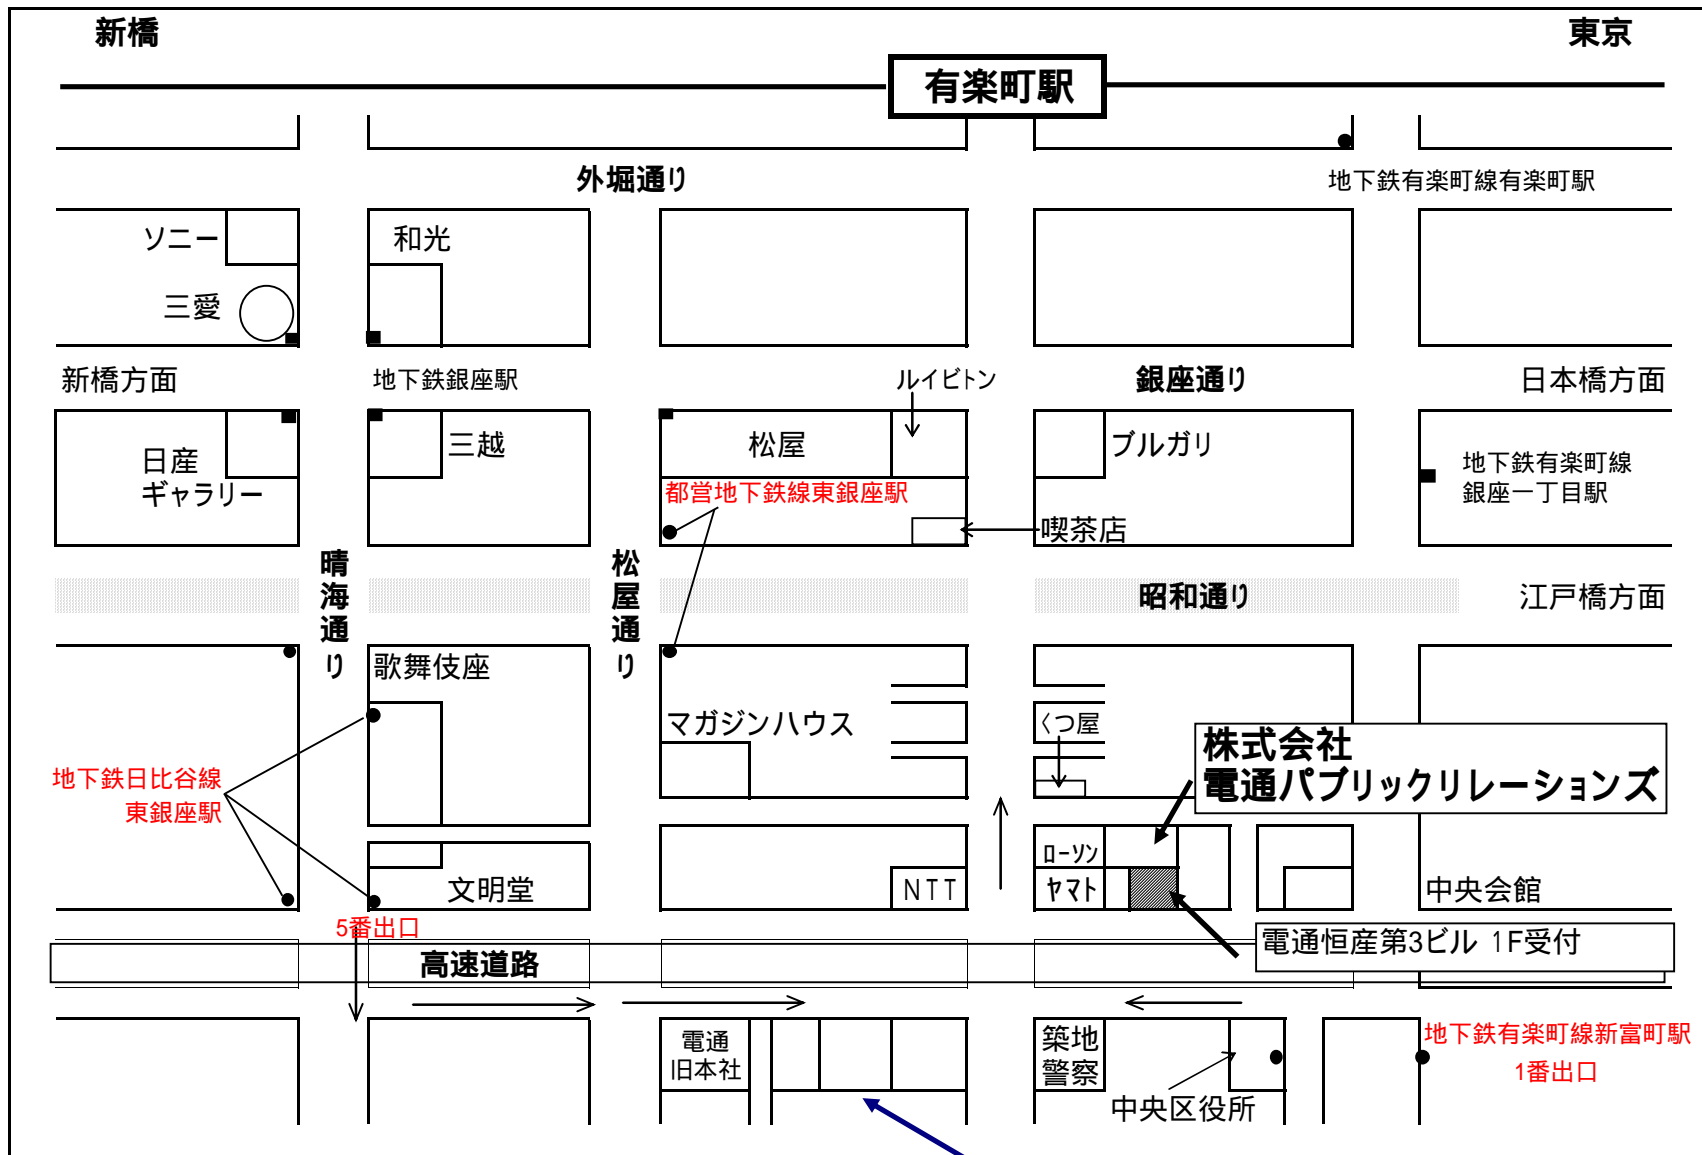 新橋
東京
有楽町駅
外堀通り
地下鉄有楽町線有楽町駅
ソニー
和光
三愛
新橋方面
地下鉄銀座駅
ルイビトン
銀座通り
日本橋方面
日産
ギャラリー
三越
松屋
ブルガリ
地下鉄有楽町線
銀座一丁目駅
都営地下鉄線東銀座駅
喫茶店
晴海通り
松屋通り
昭和通り
江戸橋方面
歌舞伎座
マガジンハウス
くつ屋
株式会社
電通パブリックリレーションズ
地下鉄日比谷線
東銀座駅
ローソン
ヤマト
文明堂
NTT
中央会館
5番出口
電通恒産第3ビル 1F受付
高速道路
電通
旧本社
築地
警察
中央区役所
地下鉄有楽町線新富町駅
1番出口